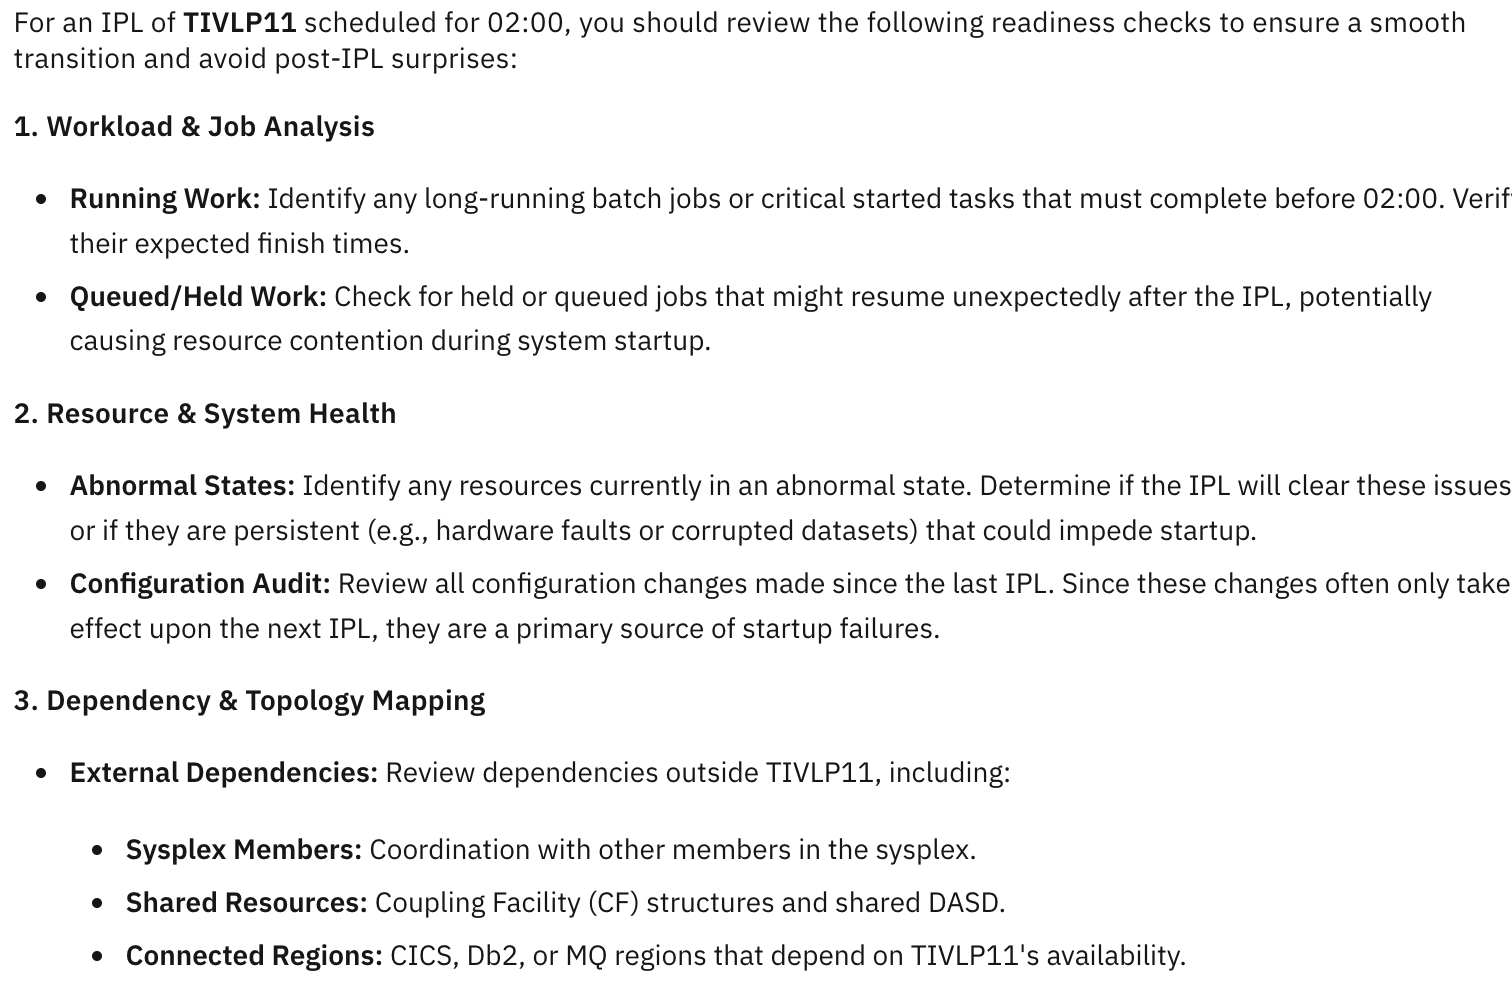 For an IPL of TIVLP11 scheduled for 02:00, you should review the following readiness checks to ensure a smooth
transition and avoid post-IPL surprises:
1. Workload & Job Analysis
• Running Work: Identify any long-running batch jobs or critical started tasks that must complete before 02:00. Verif
their expected finish times.
• Queued/Held Work: Check for held or queued jobs that might resume unexpectedly after the IPL, potentially
causing resource contention during system startup.
2. Resource & System Health
• Abnormal States: Identify any resources currently in an abnormal state. Determine if the IPL will clear these issues
or if they are persistent (e.g., hardware faults or corrupted datasets) that could impede startup.
• Configuration Audit: Review all configuration changes made since the last IPL. Since these changes often only take
effect upon the next IPL, they are a primary source of startup failures.
3. Dependency & Topology Mapping
• External Dependencies: Review dependencies outside TIVLP11, including:
• Sysplex Members: Coordination with other members in the sysplex.
• Shared Resources: Coupling Facility (CF) structures and shared DASD.
• Connected Regions: CICS, Db2, or MQ regions that depend on TIVLP11's availability.